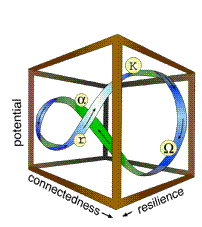 K
α
r
Ω
potential
connectedness
resilience